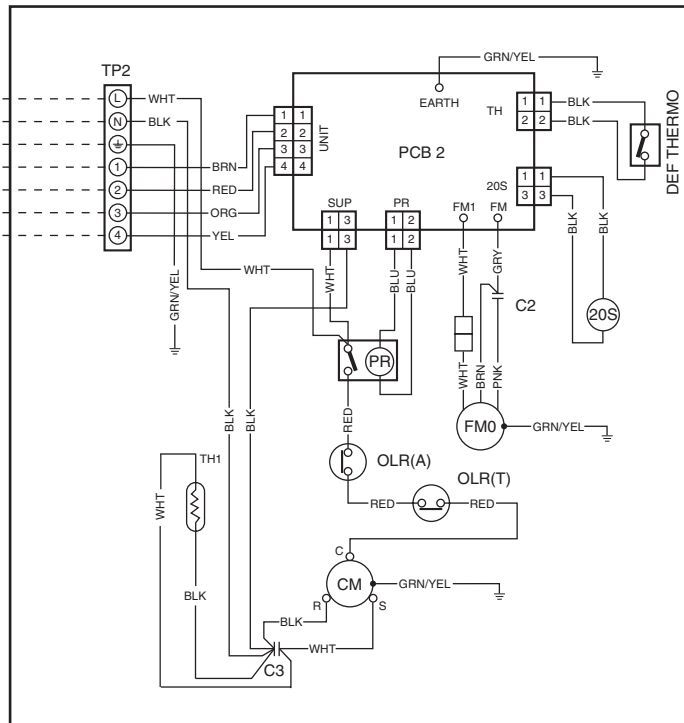 GRN/YEL
TP2
L
WHT
N
BLK
EARTH
1
BRN
2
RED
3
ORG
4
YEL
1 1
2 2
3 3
4 4
UNIT
PCB 2
TH
1 1
2 2
BLK
BLK
DEF THERMO
20S
1 1
3 3
SUP
1 3
1 3
PR
1 2
1 2
FM1
FM
BLK
BLK
WHT
WHT
BLU
BLU
WHT
GRY
GRN/YEL
C2
20S
PR
WHT
BRN
PNK
FM0
GRN/YEL
RED
BLK
BLK
OLR(A)
TH1
WHT
OLR(T)
RED
RED
BLK
C
CM
GRN/YEL
R
S
BLK
WHT
C3